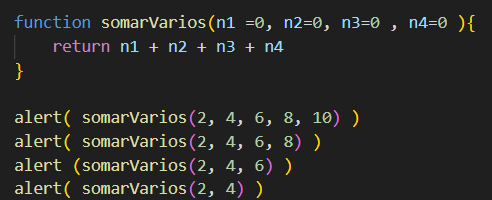 function somarVarios(n1 =0, n2=0, n3=0 , n4=0 ){
return n1 + n2 + n3 + n4
}
alert( somarVarios(2, 4, 6, 8, 10) )
alert( somarVarios(2, 4, 6, 8) )
alert (somarVarios(2, 4, 6) )
alert( somarVarios(2, 4) )